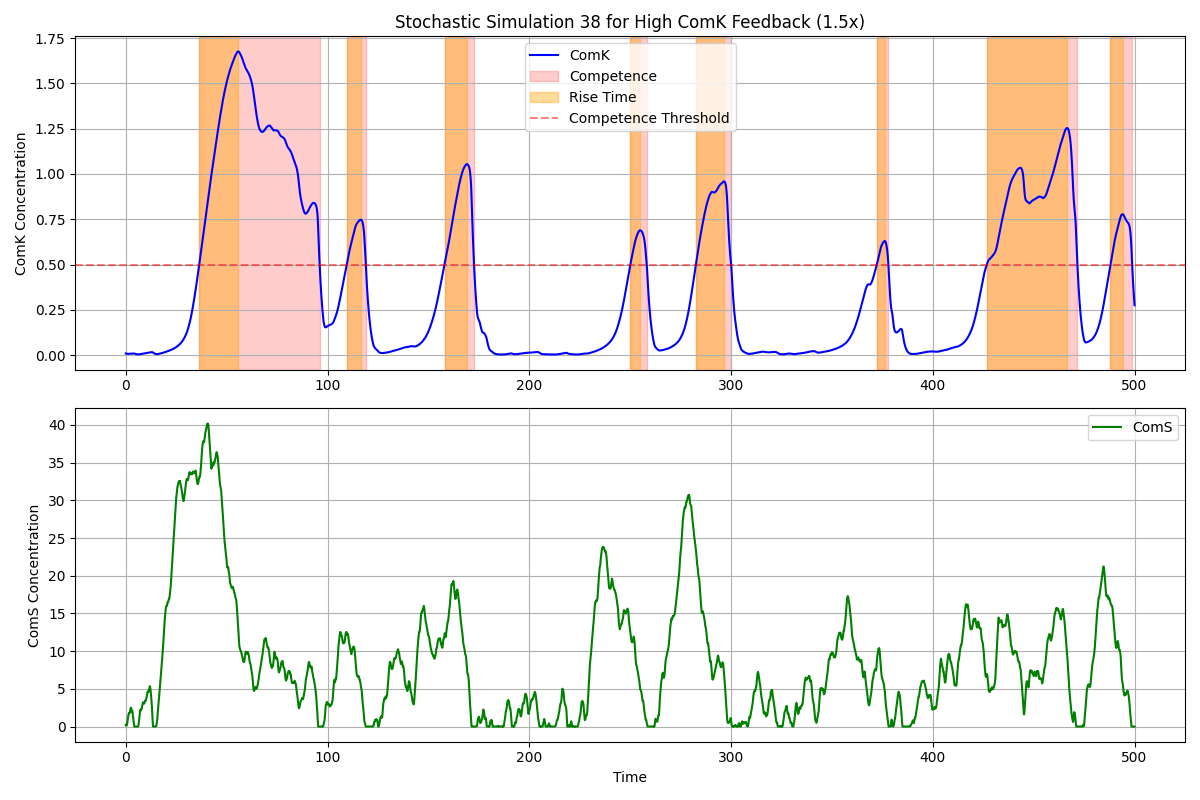 Stochastic Simulation 38 for High ComK Feedback (1.5x)
ComK Concentration
1.75
1.50
1.25
1.00
0.75
0.50
0.25
0.00
ComK
Competence
Rise Time
Competence Threshold
0 100 200 300 400 500
ComS Concentration
40
35
30
25
20
15
10
5
0
ComS
0 100 200 300 400 500
Time